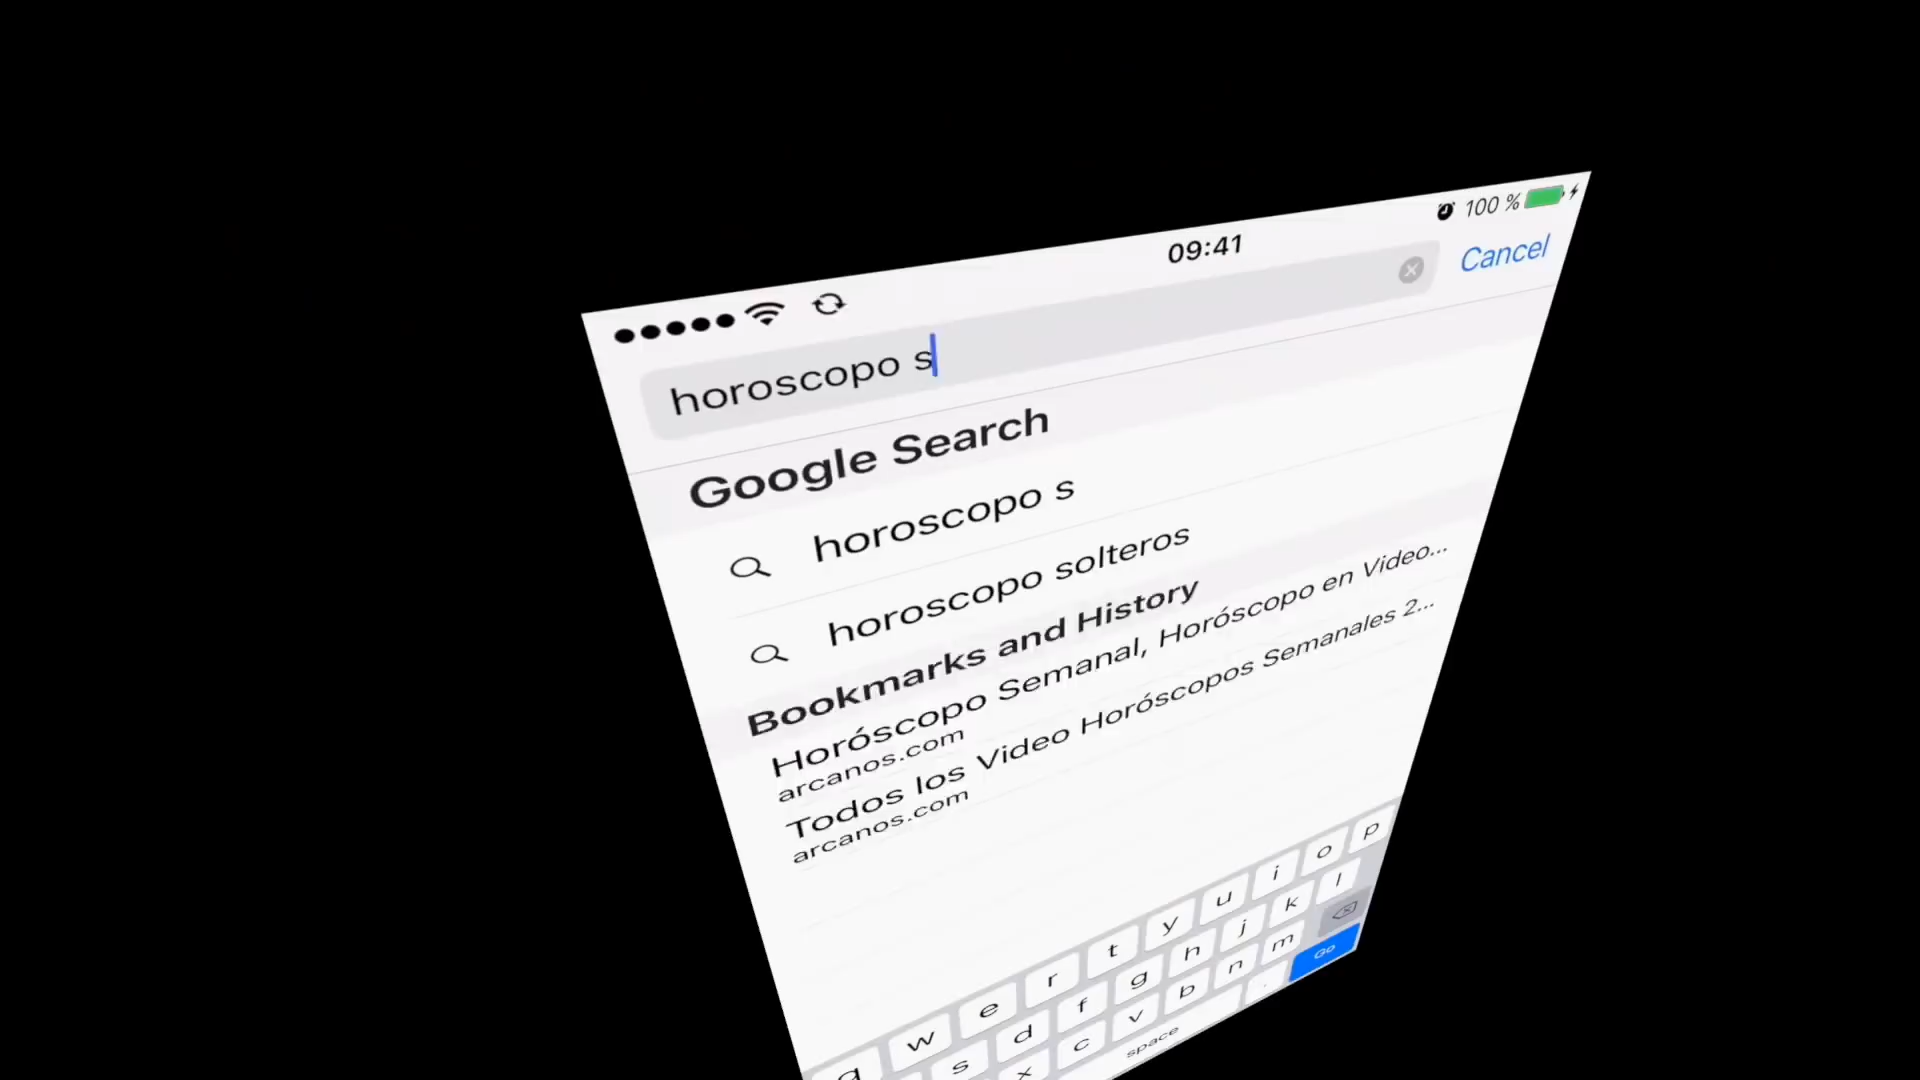 09:41
100 %
horoscopo s
Cancel
Google Search
horoscopo s
horoscopo solteros
Bookmarks and History
Horóscopo Semanal, Horóscopo en Video...
arcanos.com
Todos los Video Horóscopos Semanales 2...
arcanos.com
q w e r t y u i o p
s d f g h j k l
x c v b n m
space . Go